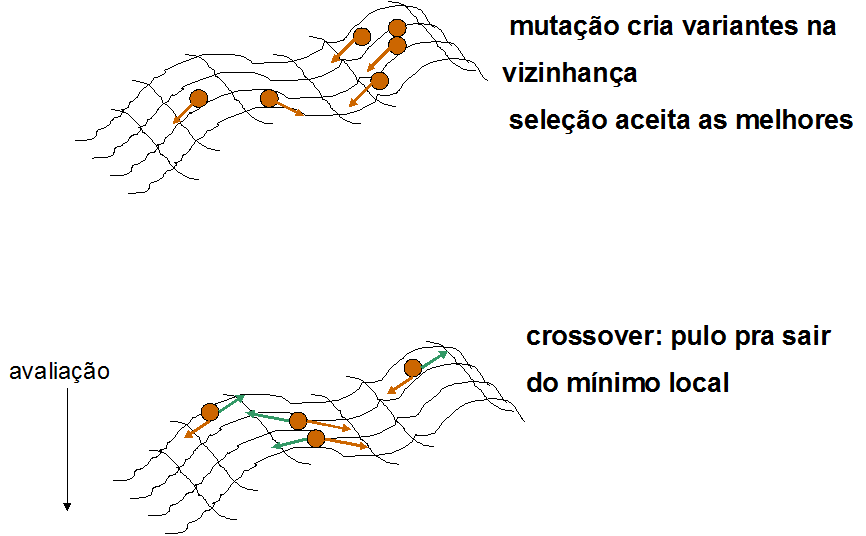 mutação cria variantes na
vizinhança
seleção aceita as melhores
crossover: pulo pra sair
do mínimo local
avaliação